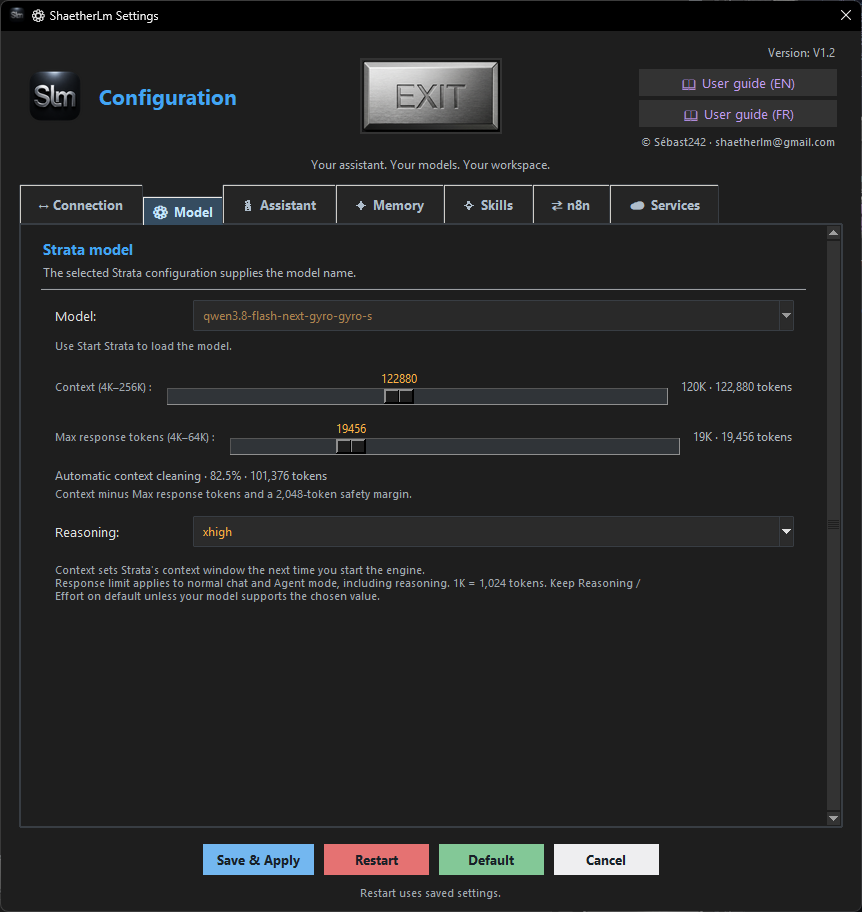 Slm ShaetherLm Settings
Version: V1.2
Slm
Configuration
EXIT
User guide (EN)
User guide (FR)
© Sébast242 · shaetherlm@gmail.com
Your assistant. Your models. Your workspace.
↔ Connection
Model
Assistant
Memory
Skills
⇄ n8n
Services
Strata model
The selected Strata configuration supplies the model name.
Model:
qwen3.8-flash-next-gyro-gyro-s
Use Start Strata to load the model.
122880
Context (4K–256K) :
120K · 122,880 tokens
19456
Max response tokens (4K–64K) :
19K · 19,456 tokens
Automatic context cleaning · 82.5% · 101,376 tokens
Context minus Max response tokens and a 2,048-token safety margin.
Reasoning:
xhigh
Context sets Strata's context window the next time you start the engine.
Response limit applies to normal chat and Agent mode, including reasoning. 1K = 1,024 tokens. Keep Reasoning /
Effort on default unless your model supports the chosen value.
Save & Apply
Restart
Default
Cancel
Restart uses saved settings.